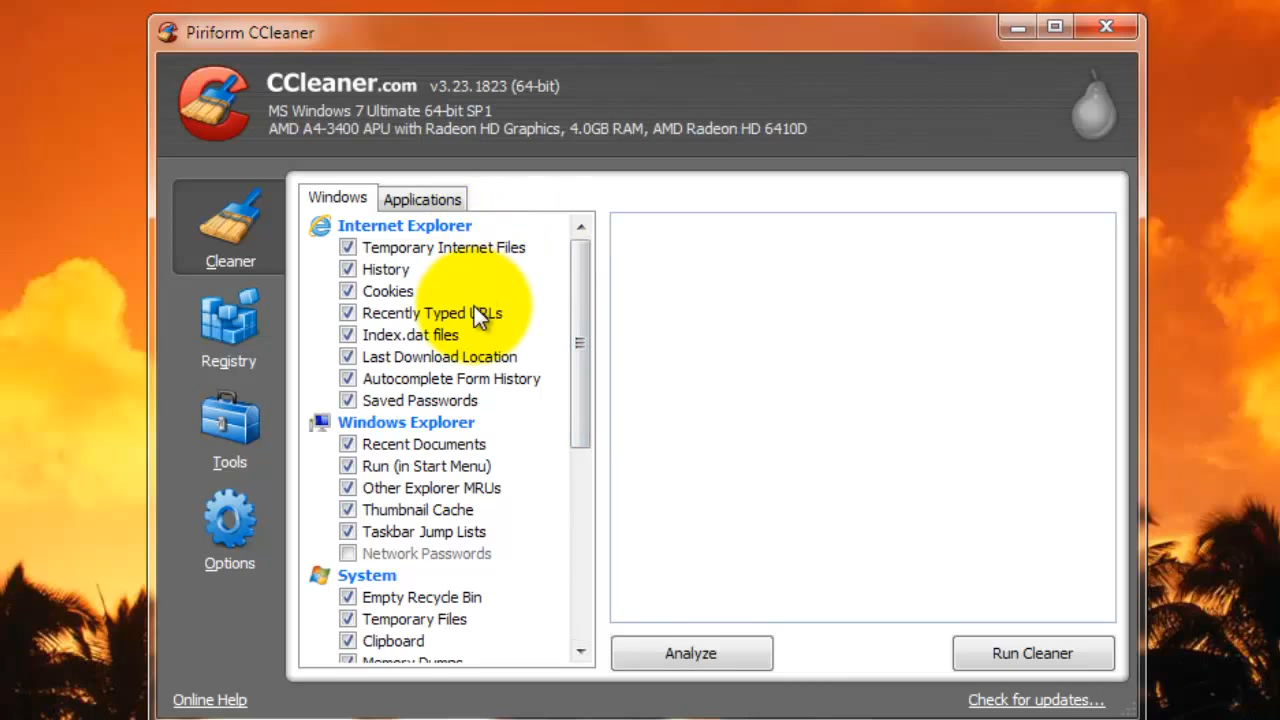 Piriform CCleaner
CCleaner.com v3.23.1823 (64-bit)
MS Windows 7 Ultimate 64-bit SP1
AMD A4-3400 APU with Radeon HD Graphics, 4.0GB RAM, AMD Radeon HD 6410D
Cleaner
Registry
Tools
Options
Windows
Applications
Internet Explorer
Temporary Internet Files
History
Cookies
Recently Typed URLs
Index.dat files
Last Download Location
Autocomplete Form History
Saved Passwords
Windows Explorer
Recent Documents
Run (in Start Menu)
Other Explorer MRUs
Thumbnail Cache
Taskbar Jump Lists
Network Passwords
System
Empty Recycle Bin
Temporary Files
Clipboard
Memory Dumps
Analyze
Run Cleaner
Online Help
Check for updates...